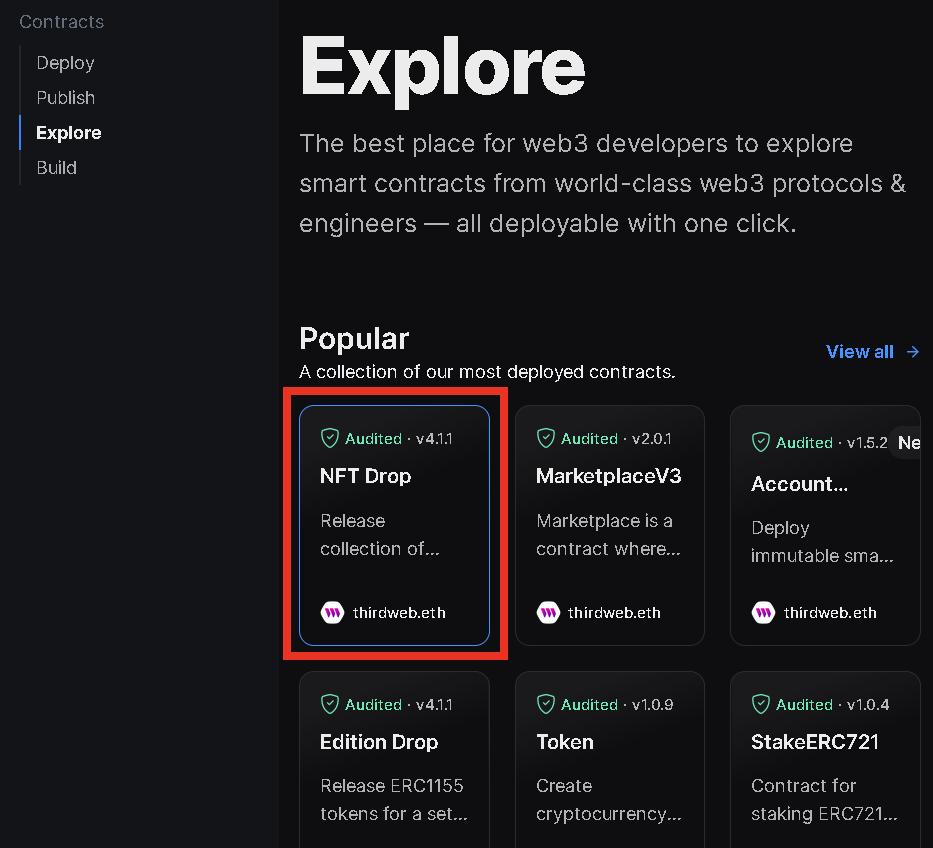 Contracts
Deploy
Publish
Explore
Build
Explore
The best place for web3 developers to explore
smart contracts from world-class web3 protocols &
engineers — all deployable with one click.
Popular
A collection of our most deployed contracts.
View all →
Audited · v4.1.1
NFT Drop
Release
collection of...
thirdweb.eth
Audited · v2.0.1
MarketplaceV3
Marketplace is a
contract where...
thirdweb.eth
Audited · v1.5.2 Ne
Account...
Deploy
immutable sma...
thirdweb.eth
Audited · v4.1.1
Edition Drop
Release ERC1155
tokens for a set...
Audited · v1.0.9
Token
Create
cryptocurrency...
Audited · v1.0.4
StakeERC721
Contract for
staking ERC721...